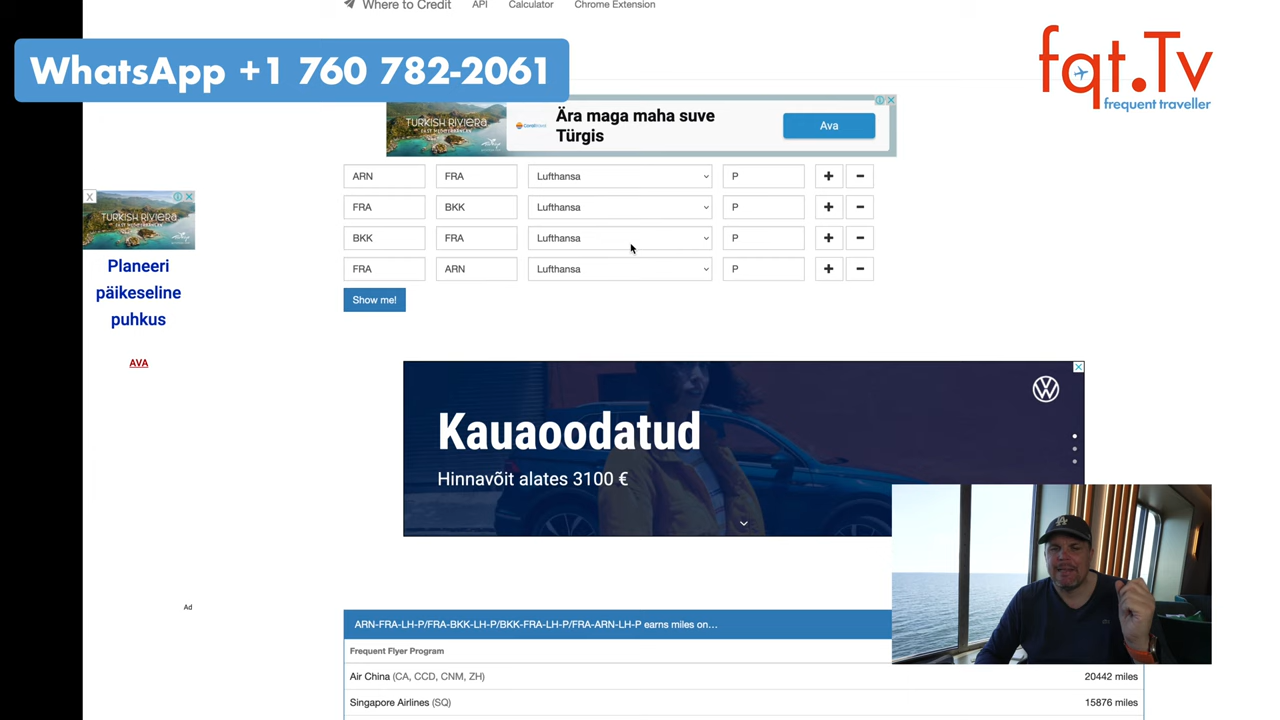 Where to Credit API Calculator Chrome Extension
WhatsApp +1 760 782-2061
fqt.Tv
frequent traveller
TURKISH RIVIERA
EAST MEDITERRANEAN
Coraltravel
Ära maga maha suve
Türgis
Ava
ARN FRA Lufthansa P
FRA BKK Lufthansa P
BKK FRA Lufthansa P
FRA ARN Lufthansa P
Show me!
X
TURKISH RIVIERA
Planeeri
päikeseline
puhkus
AVA
Kauaoodatud
Hinnavõit alates 3100 €
Ad
ARN-FRA-LH-P/FRA-BKK-LH-P/BKK-FRA-LH-P/FRA-ARN-LH-P earns miles on...
Frequent Flyer Program
Air China (CA, CCD, CNM, ZH) 20442 miles
Singapore Airlines (SQ) 15876 miles